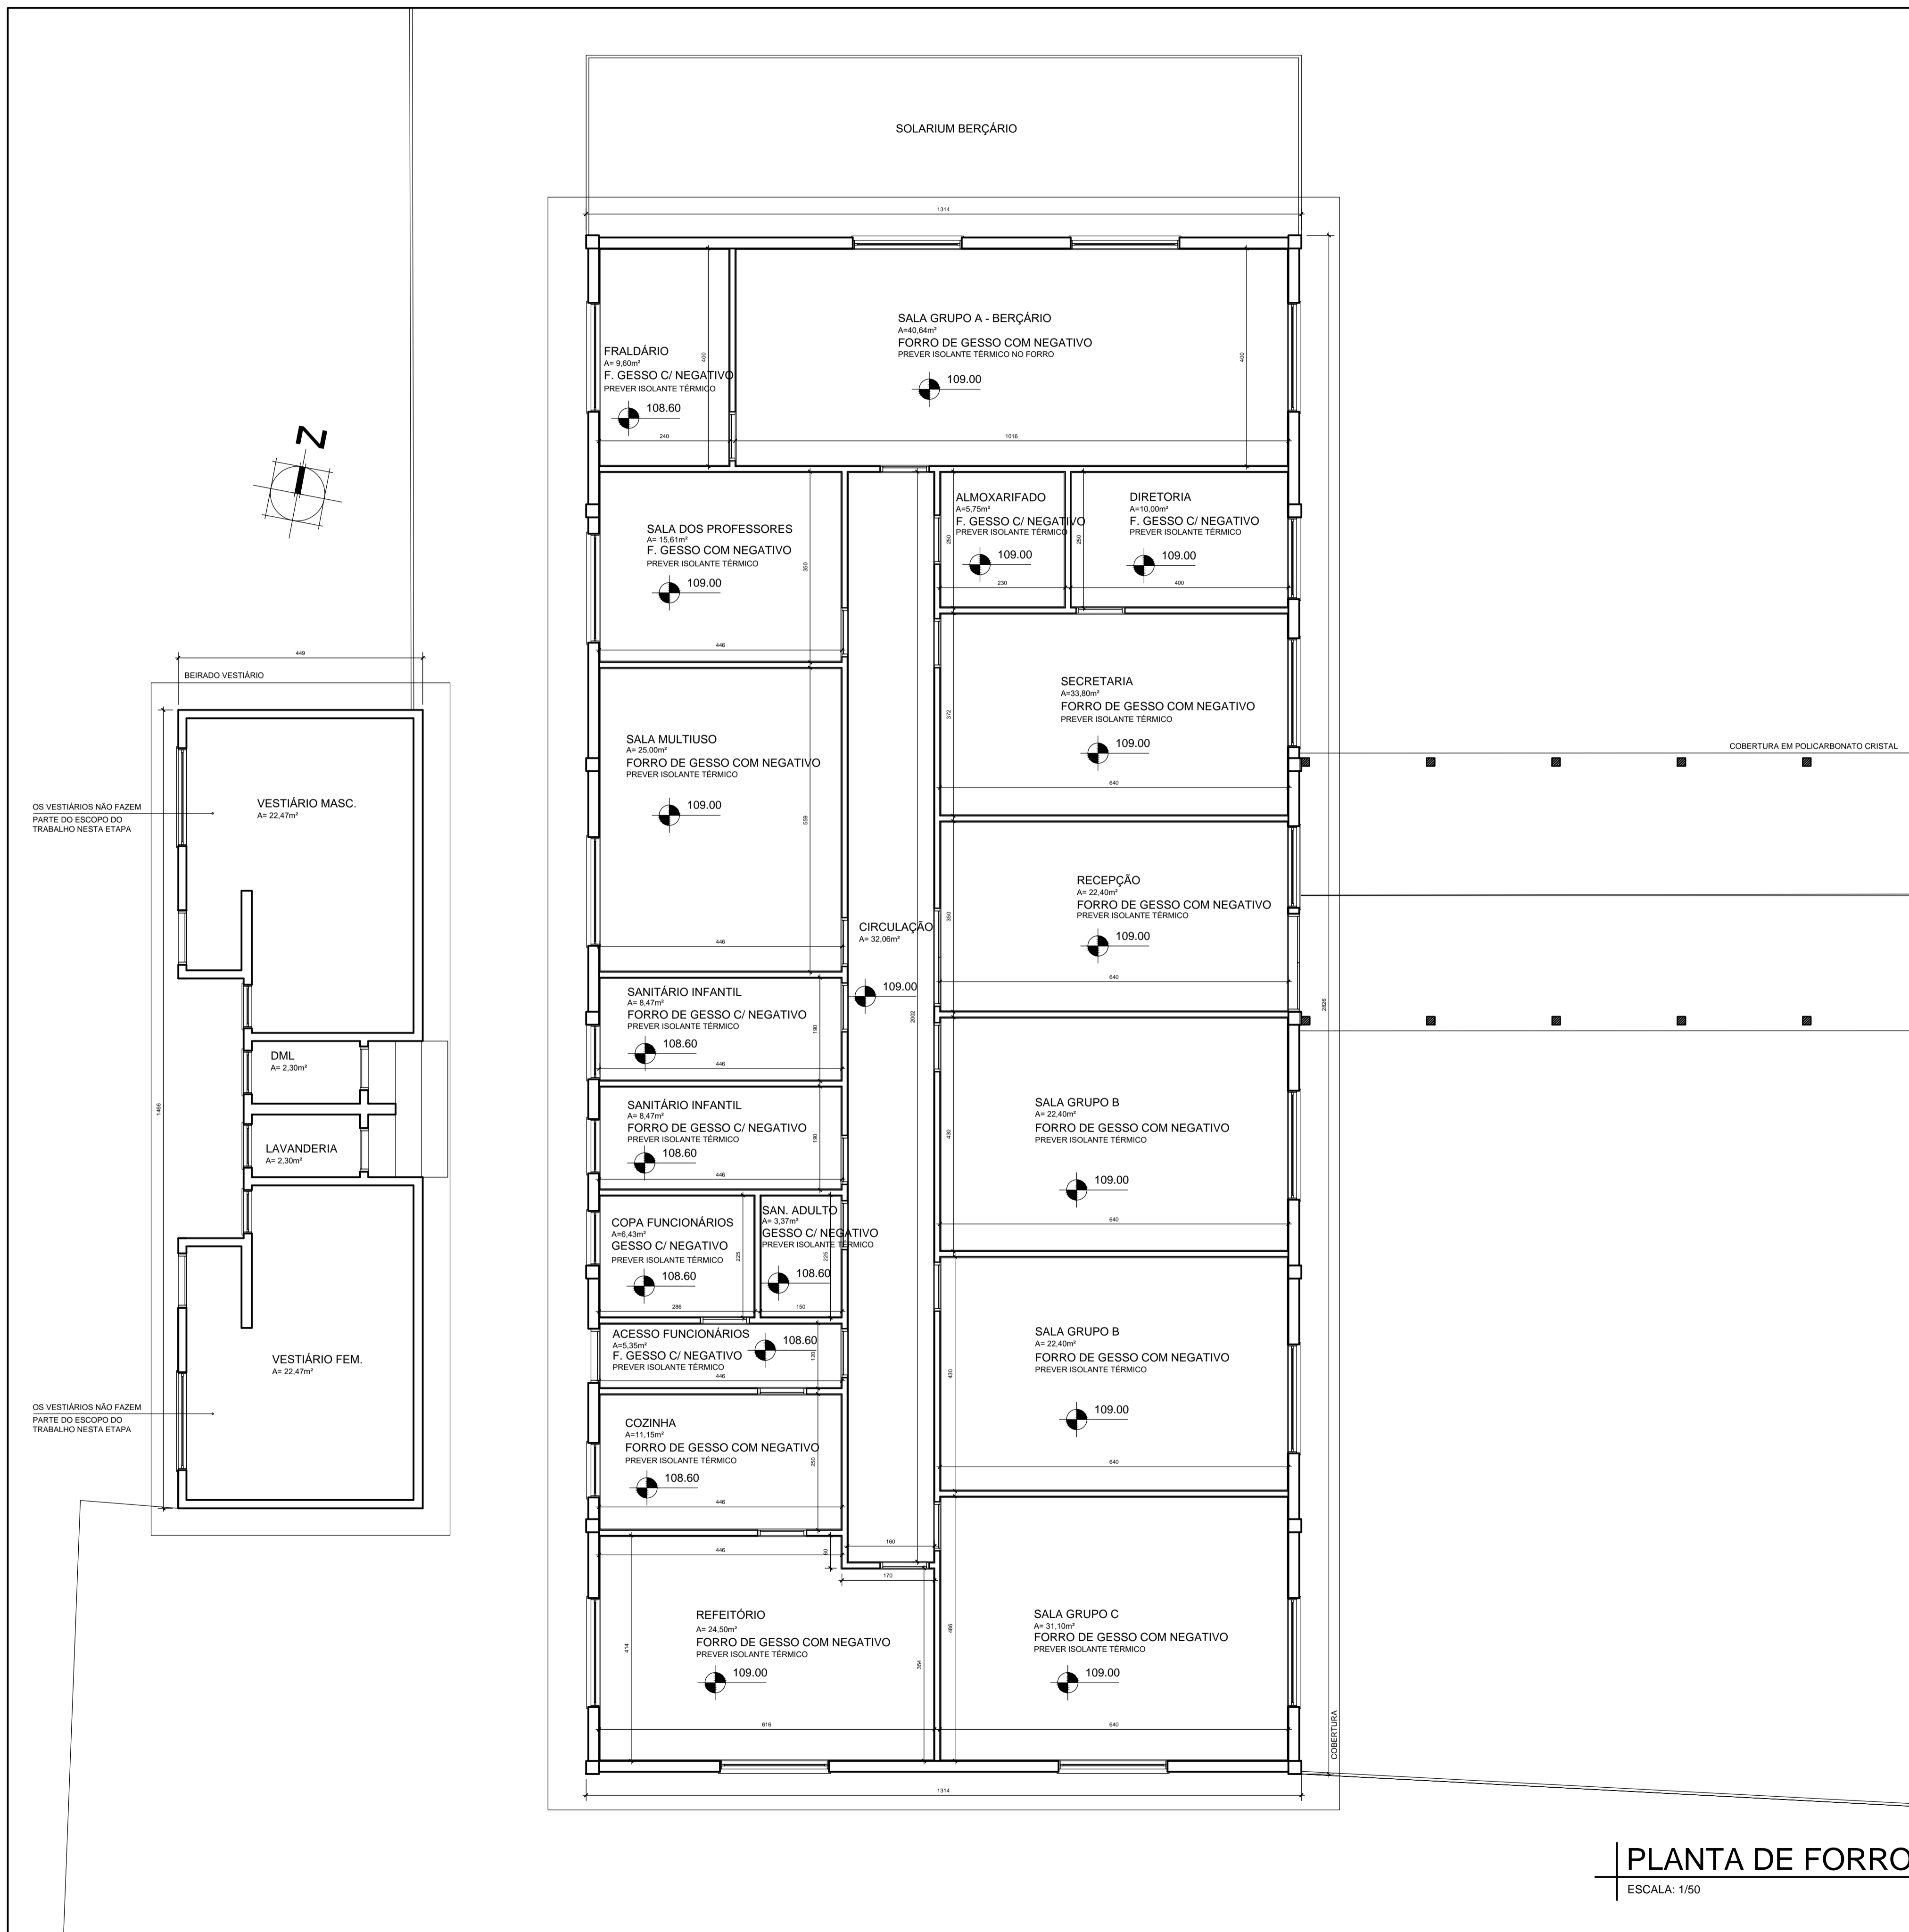 SOLARIUM BERÇÁRIO
1314
SALA GRUPO A - BERÇÁRIO
A=40,64m²
FORRO DE GESSO COM NEGATIVO
PREVER ISOLANTE TÉRMICO NO FORRO
109.00
400
1016
FRALDÁRIO
A= 9,60m²
F. GESSO C/ NEGATIVO
PREVER ISOLANTE TÉRMICO
108.60
400
240
N
SALA DOS PROFESSORES
A= 15,61m²
F. GESSO COM NEGATIVO
PREVER ISOLANTE TÉRMICO
109.00
446
ALMOXARIFADO
A=5,75m²
F. GESSO C/ NEGATIVO
PREVER ISOLANTE TÉRMICO
109.00
250
230
DIRETORIA
A=10,00m²
F. GESSO C/ NEGATIVO
PREVER ISOLANTE TÉRMICO
109.00
250
400
SECRETARIA
A=33,80m²
FORRO DE GESSO COM NEGATIVO
PREVER ISOLANTE TÉRMICO
109.00
372
640
449
BEIRADO VESTIÁRIO
SALA MULTIUSO
A= 25,00m²
FORRO DE GESSO COM NEGATIVO
PREVER ISOLANTE TÉRMICO
109.00
559
446
COBERTURA EM POLICARBONATO CRISTAL
OS VESTIÁRIOS NÃO FAZEM
PARTE DO ESCOPO DO
TRABALHO NESTA ETAPA
VESTIÁRIO MASC.
A= 22,47m²
RECEPÇÃO
A= 22,40m²
FORRO DE GESSO COM NEGATIVO
PREVER ISOLANTE TÉRMICO
109.00
350
640
CIRCULAÇÃO
A= 32,06m²
109.00
2002
2826
SANITÁRIO INFANTIL
A= 8,47m²
FORRO DE GESSO C/ NEGATIVO
PREVER ISOLANTE TÉRMICO
108.60
190
446
DML
A= 2,30m²
1466
LAVANDERIA
A= 2,30m²
SANITÁRIO INFANTIL
A= 8,47m²
FORRO DE GESSO C/ NEGATIVO
PREVER ISOLANTE TÉRMICO
108.60
190
446
SALA GRUPO B
A= 22,40m²
FORRO DE GESSO COM NEGATIVO
PREVER ISOLANTE TÉRMICO
109.00
430
640
COPA FUNCIONÁRIOS
A=6,43m²
GESSO C/ NEGATIVO
PREVER ISOLANTE TÉRMICO
108.60
225
286
SAN. ADULTO
A= 3,37m²
GESSO C/ NEGATIVO
PREVER ISOLANTE TÉRMICO
108.60
225
150
ACESSO FUNCIONÁRIOS
A=5,35m²
F. GESSO C/ NEGATIVO
PREVER ISOLANTE TÉRMICO
108.60
120
446
SALA GRUPO B
A= 22,40m²
FORRO DE GESSO COM NEGATIVO
PREVER ISOLANTE TÉRMICO
109.00
430
640
VESTIÁRIO FEM.
A= 22,47m²
OS VESTIÁRIOS NÃO FAZEM
PARTE DO ESCOPO DO
TRABALHO NESTA ETAPA
COZINHA
A=11,15m²
FORRO DE GESSO COM NEGATIVO
PREVER ISOLANTE TÉRMICO
108.60
250
446
446
160
170
REFEITÓRIO
A= 24,50m²
FORRO DE GESSO COM NEGATIVO
PREVER ISOLANTE TÉRMICO
109.00
414
354
616
SALA GRUPO C
A= 31,10m²
FORRO DE GESSO COM NEGATIVO
PREVER ISOLANTE TÉRMICO
109.00
640
COBERTURA
1314
PLANTA DE FORRO
ESCALA: 1/50